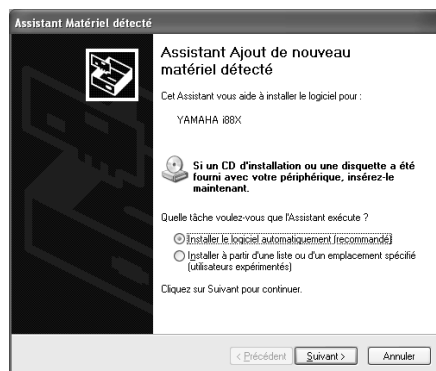 Assistant Matériel détecté
Assistant Ajout de nouveau
matériel détecté
Cet Assistant vous aide à installer le logiciel pour :
YAMAHA i88X
Si un CD d'installation ou une disquette a été
fourni avec votre périphérique, insérez-le
maintenant.
Quelle tâche voulez-vous que l'Assistant exécute ?
Installer le logiciel automatiquement (recommandé)
Installer à partir d'une liste ou d'un emplacement spécifié
(utilisateurs expérimentés)
Cliquez sur Suivant pour continuer.
< Précédent Suivant > Annuler